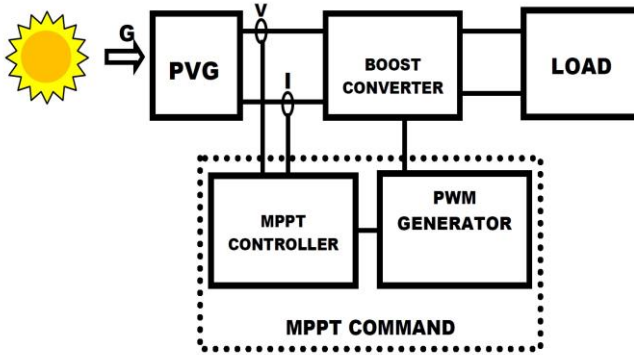 V
G
PVG
I
BOOST
CONVERTER
LOAD
MPPT
CONTROLLER
PWM
GENERATOR
MPPT COMMAND